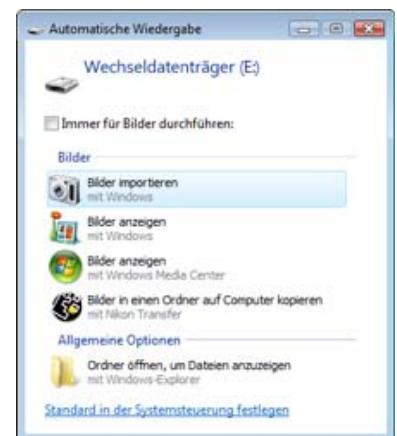 Automatische Wiedergabe
Wechseldatenträger (E:)
Immer für Bilder durchführen:
Bilder
Bilder importieren
mit Windows
Bilder anzeigen
mit Windows
Bilder anzeigen
mit Windows Media Center
Bilder in einen Ordner auf Computer kopieren
mit Nikon Transfer
Allgemeine Optionen
Ordner öffnen, um Dateien anzuzeigen
mit Windows-Explorer
Standard in der Systemsteuerung festlegen